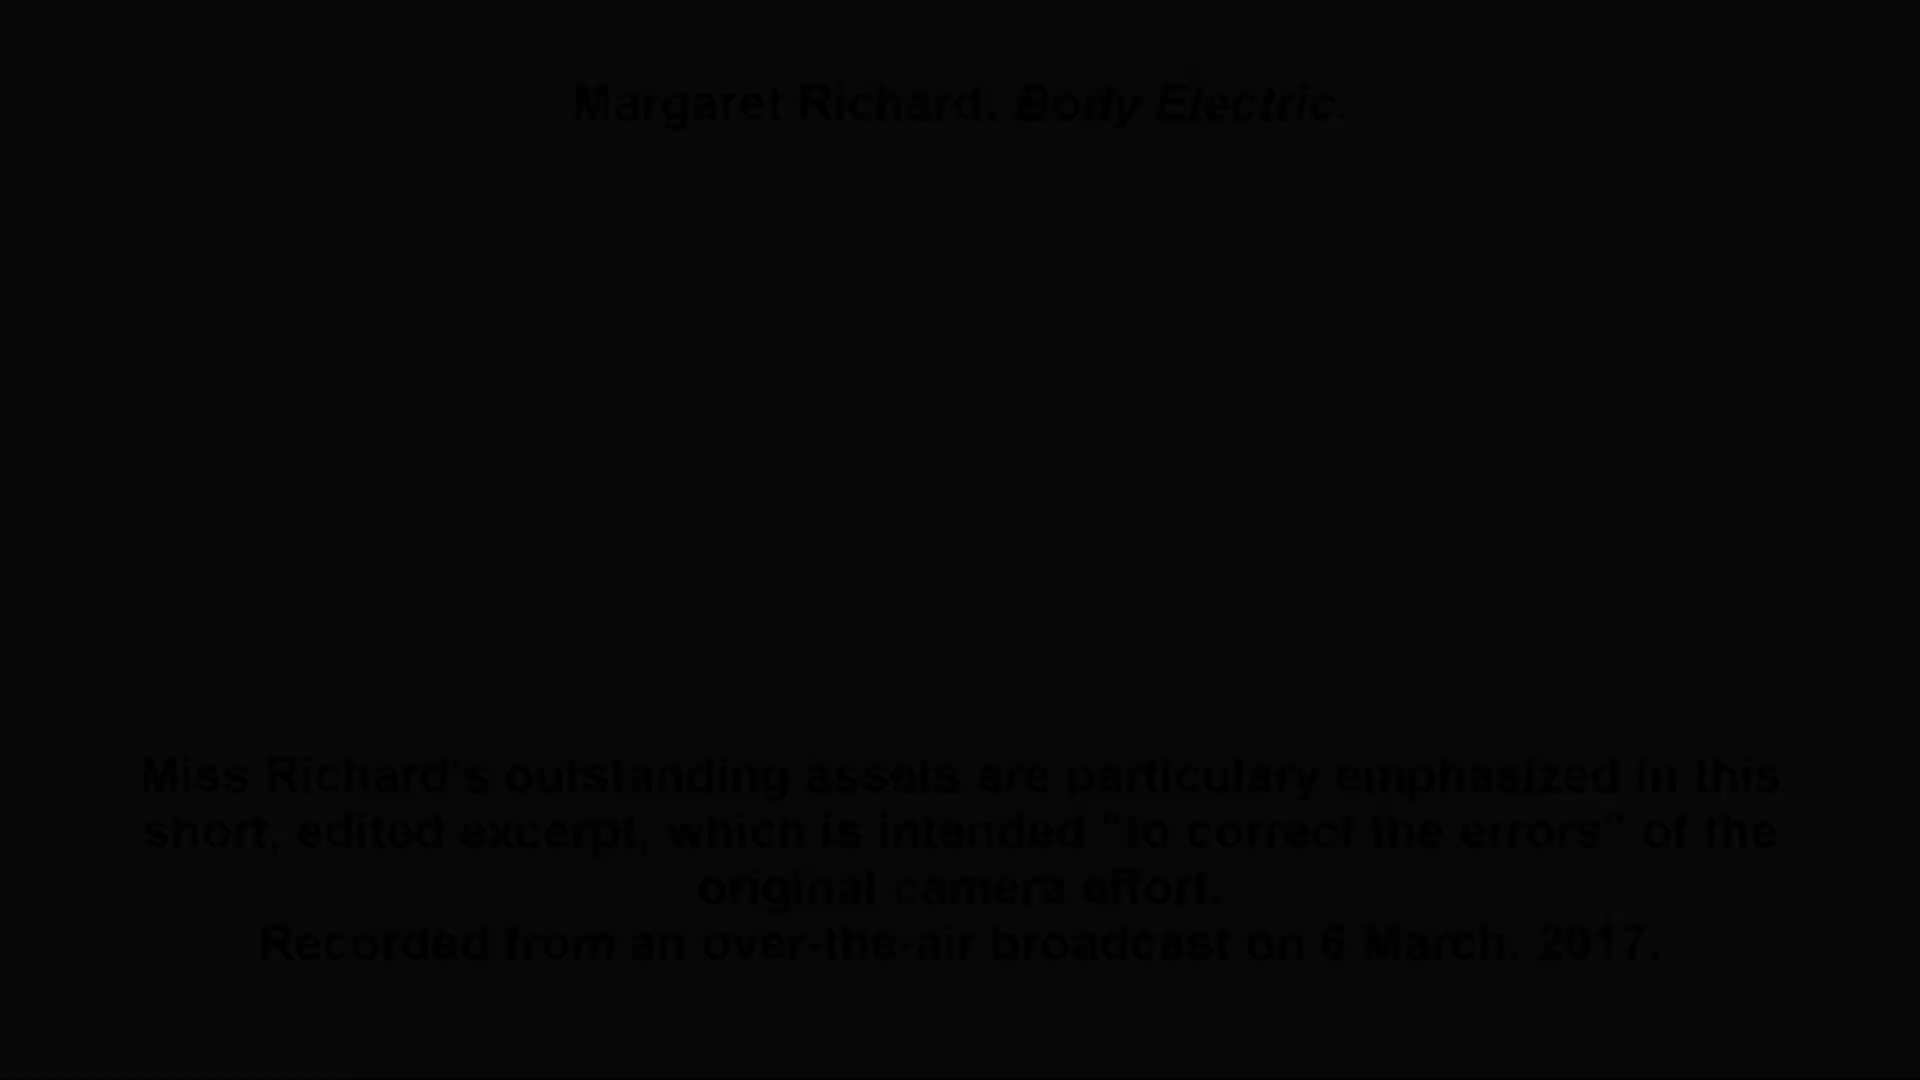 Margaret Richard. Body Electric.
Miss Richard's outstanding assets are particulary emphasized in this
short, edited excerpt, which is intended "to correct the errors" of the
original camera effort.
Recorded from an over-the-air broadcast on 6 March. 2017.